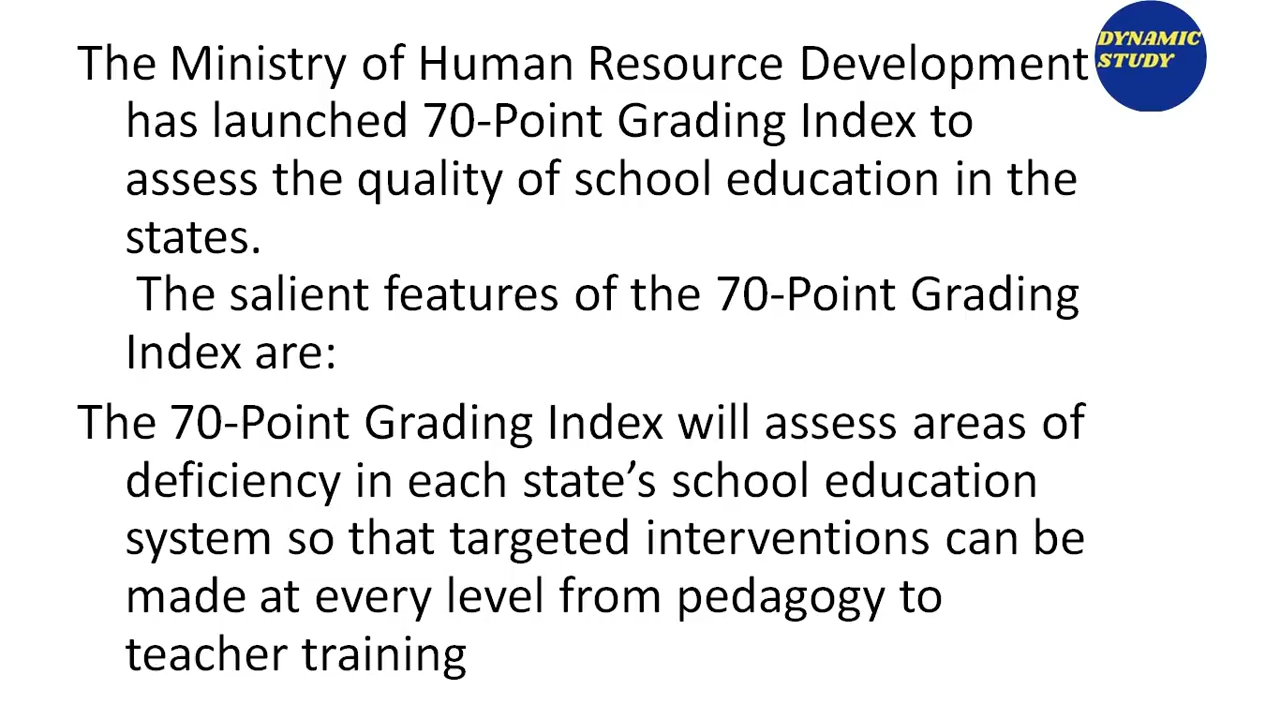 DYNAMIC
STUDY
The Ministry of Human Resource Development
has launched 70-Point Grading Index to
assess the quality of school education in the
states.
The salient features of the 70-Point Grading
Index are:
The 70-Point Grading Index will assess areas of
deficiency in each state’s school education
system so that targeted interventions can be
made at every level from pedagogy to
teacher training